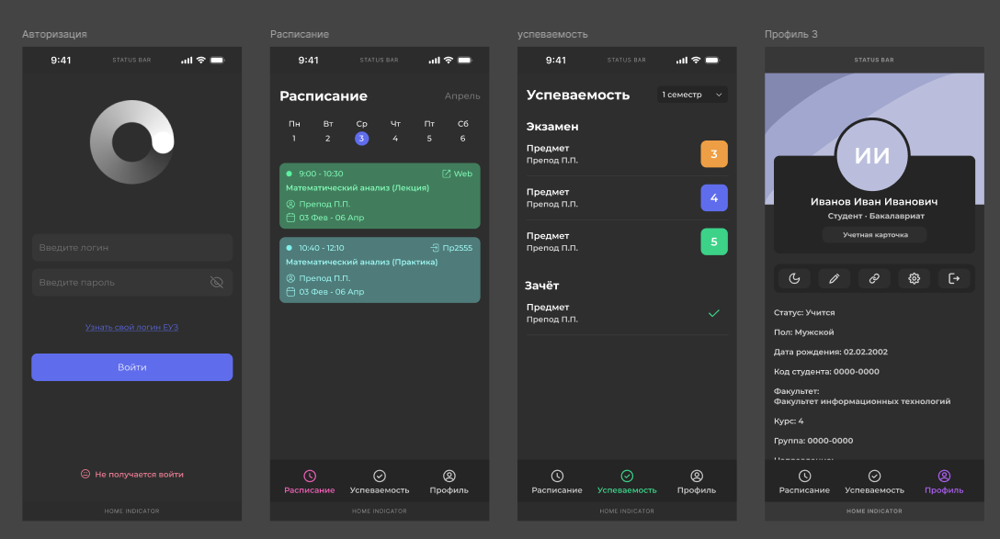 Авторизация
9:41
STATUS BAR
Введите логин
Введите пароль
Узнать свой логин ЕУЗ
Войти
Не получается войти
HOME INDICATOR
Расписание
9:41
STATUS BAR
Расписание
Апрель
Пн Вт Ср Чт Пт Сб
1 2 3 4 5 6
9:00 - 10:30 Web
Математический анализ (Лекция)
Препод П.П.
03 Фев - 06 Апр
10:40 - 12:10 Пр2555
Математический анализ (Практика)
Препод П.П.
03 Фев - 06 Апр
Расписание Успеваемость Профиль
HOME INDICATOR
успеваемость
9:41
STATUS BAR
Успеваемость
1 семестр
Экзамен
Предмет
Препод П.П.
3
Предмет
Препод П.П.
4
Предмет
Препод П.П.
5
Зачёт
Предмет
Препод П.П.
Расписание Успеваемость Профиль
HOME INDICATOR
Профиль 3
STATUS BAR
ИИ
Иванов Иван Иванович
Студент · Бакалавриат
Учетная карточка
Статус: Учится
Пол: Мужской
Дата рождения: 02.02.2002
Код студента: 0000-0000
Факультет:
Факультет информационных технологий
Курс: 4
Группа: 0000-0000
Расписание Успеваемость Профиль
HOME INDICATOR